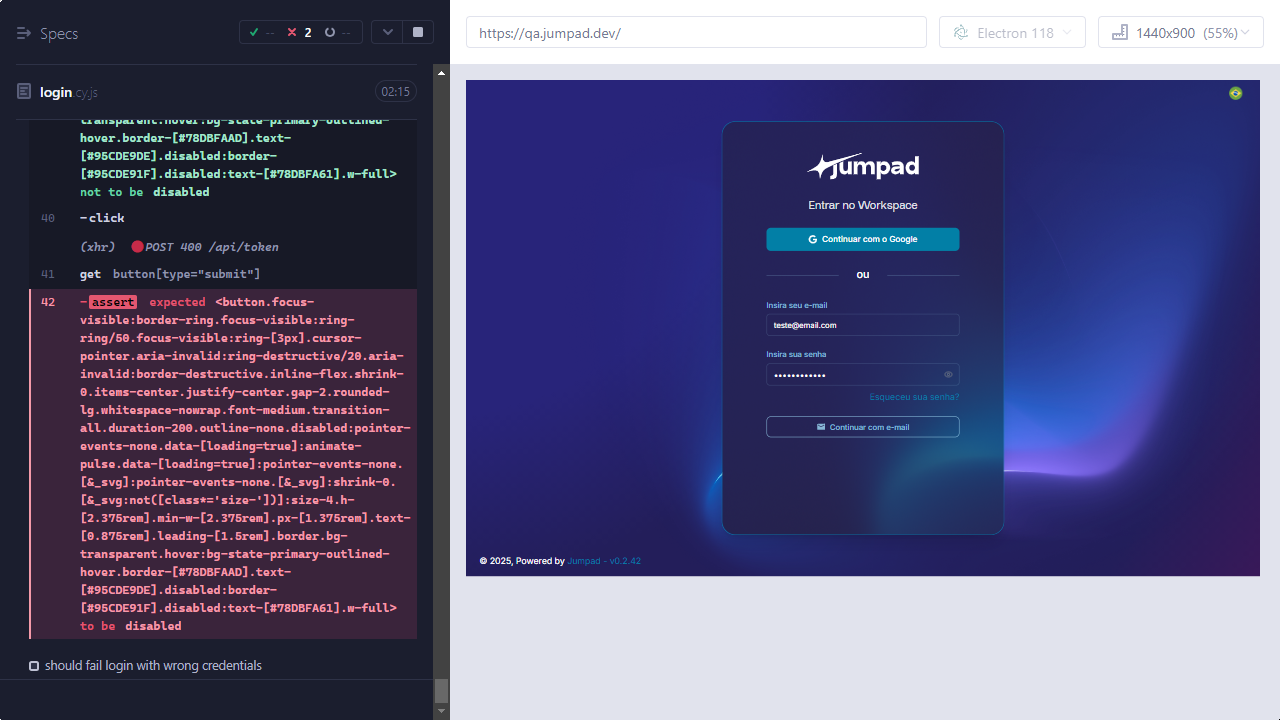 Specs
-- 2 --
login.cy.js
02:15
transparent.hover:bg-state-primary-outlined-
hover.border-[#78DBFAAD].text-
[#95CDE9DE].disabled:border-
[#95CDE91F].disabled:text-[#78DBFA61].w-full>
not to be disabled
40 -click
(xhr) POST 400 /api/token
41 get button[type="submit"]
42 -assert expected <button.focus-
visible:border-ring.focus-visible:ring-
ring/50.focus-visible:ring-[3px].cursor-
pointer.aria-invalid:ring-destructive/20.aria-
invalid:border-destructive.inline-flex.shrink-
0.items-center.justify-center.gap-2.rounded-
lg.whitespace-nowrap.font-medium.transition-
all.duration-200.outline-none.disabled:pointer-
events-none.data-[loading=true]:animate-
pulse.data-[loading=true]:pointer-events-none.
[&_svg]:pointer-events-none.[&_svg]:shrink-0.
[&_svg:not([class*='size-'])]:size-4.h-
[2.375rem].min-w-[2.375rem].px-[1.375rem].text-
[0.875rem].leading-[1.5rem].border.bg-
transparent.hover:bg-state-primary-outlined-
hover.border-[#78DBFAAD].text-
[#95CDE9DE].disabled:border-
[#95CDE91F].disabled:text-[#78DBFA61].w-full>
to be disabled
should fail login with wrong credentials
https://qa.jumpad.dev/
Electron 118
1440x900 (55%)
jumpad
Entrar no Workspace
Continuar com o Google
ou
Insira seu e-mail
teste@email.com
Insira sua senha
••••••••••••
Esqueceu sua senha?
Continuar com e-mail
© 2025, Powered by Jumpad - v0.2.42